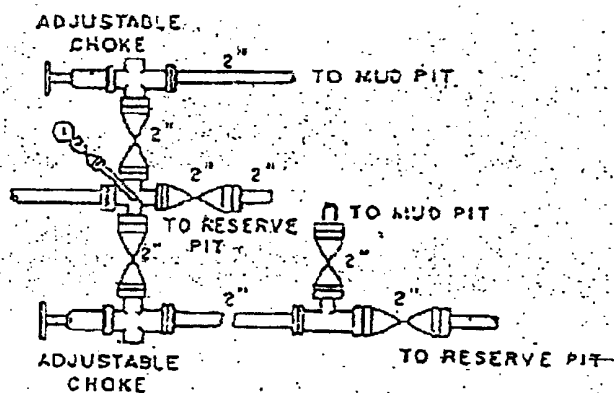 ADJUSTABLE
CHOKE
2"
TO MUD PIT
2"
2" 2"
TO RESERVE
PIT
TO MUD PIT
2"
2"
2"
2"
ADJUSTABLE
CHOKE
TO RESERVE PIT